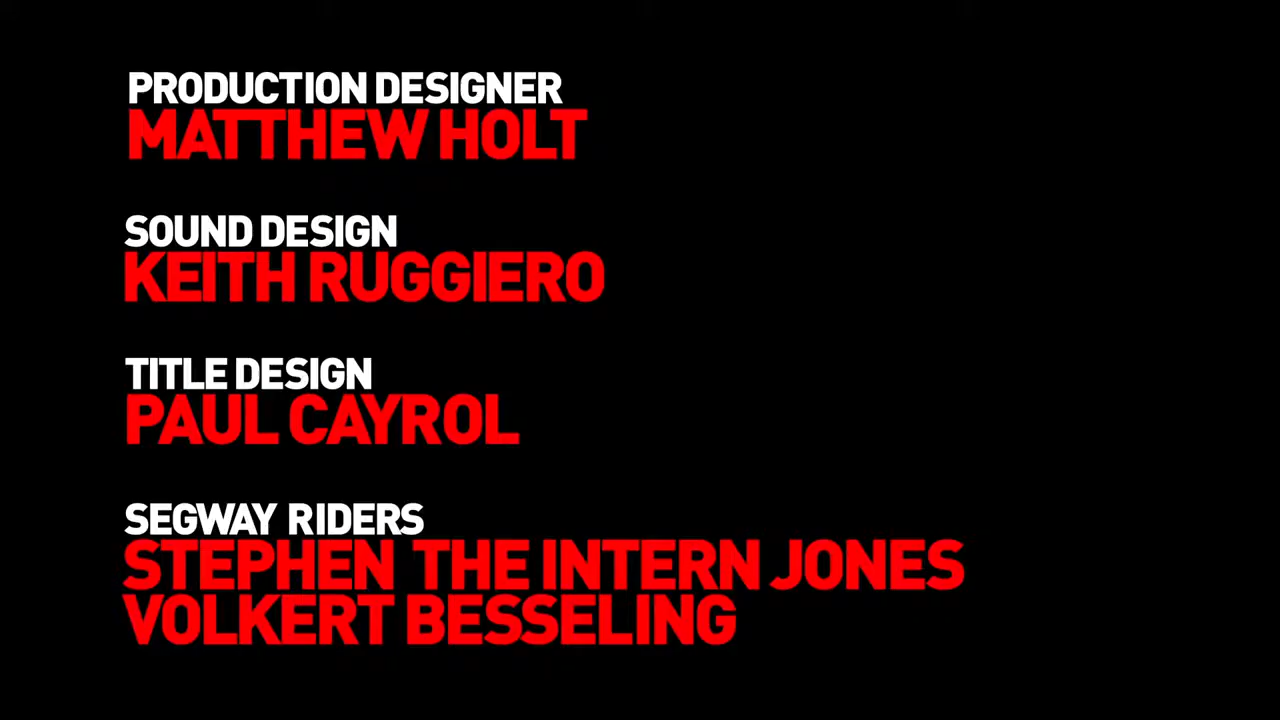 PRODUCTION DESIGNER
MATTHEW HOLT
SOUND DESIGN
KEITH RUGGIERO
TITLE DESIGN
PAUL CAYROL
SEGWAY RIDERS
STEPHEN THE INTERN JONES
VOLKERT BESSELING